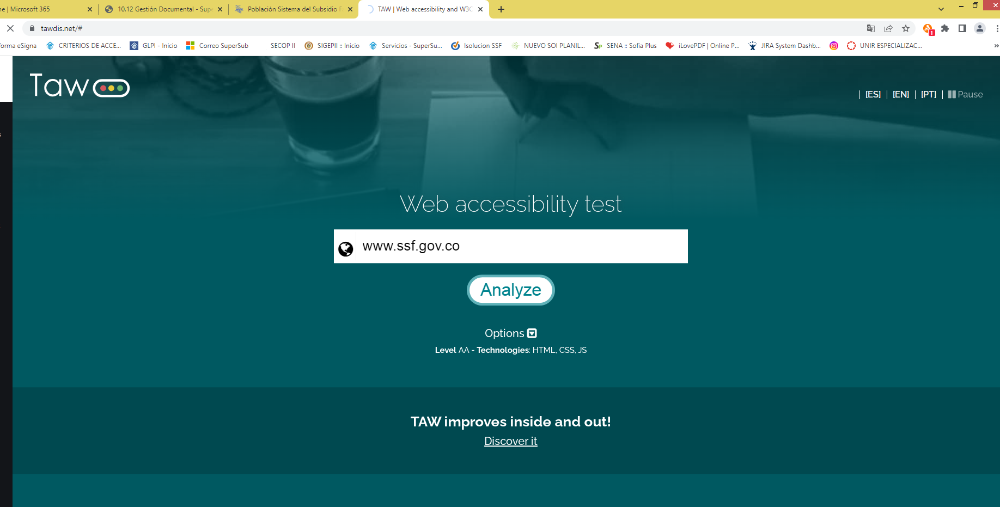 ne | Microsoft 365
10.12 Gestión Documental - Supe
Población Sistema del Subsidio F
TAW | Web accessibility and W3C
tawdis.net/#
1
orma eSigna
CRITERIOS DE ACCE...
GLPI - Inicio
Correo SuperSub
SECOP II
SIGEPII :: Inicio
Servicios - SuperSu...
Isolucion SSF
NUEVO SOI PLANIL...
SENA :: Sofia Plus
iLovePDF | Online P...
JIRA System Dashb...
UNIR ESPECIALIZAC...
»
Taw
[ES] | [EN] | [PT] | Pause
Web accessibility test
www.ssf.gov.co
Analyze
Options
Level AA - Technologies: HTML, CSS, JS
TAW improves inside and out!
Discover it